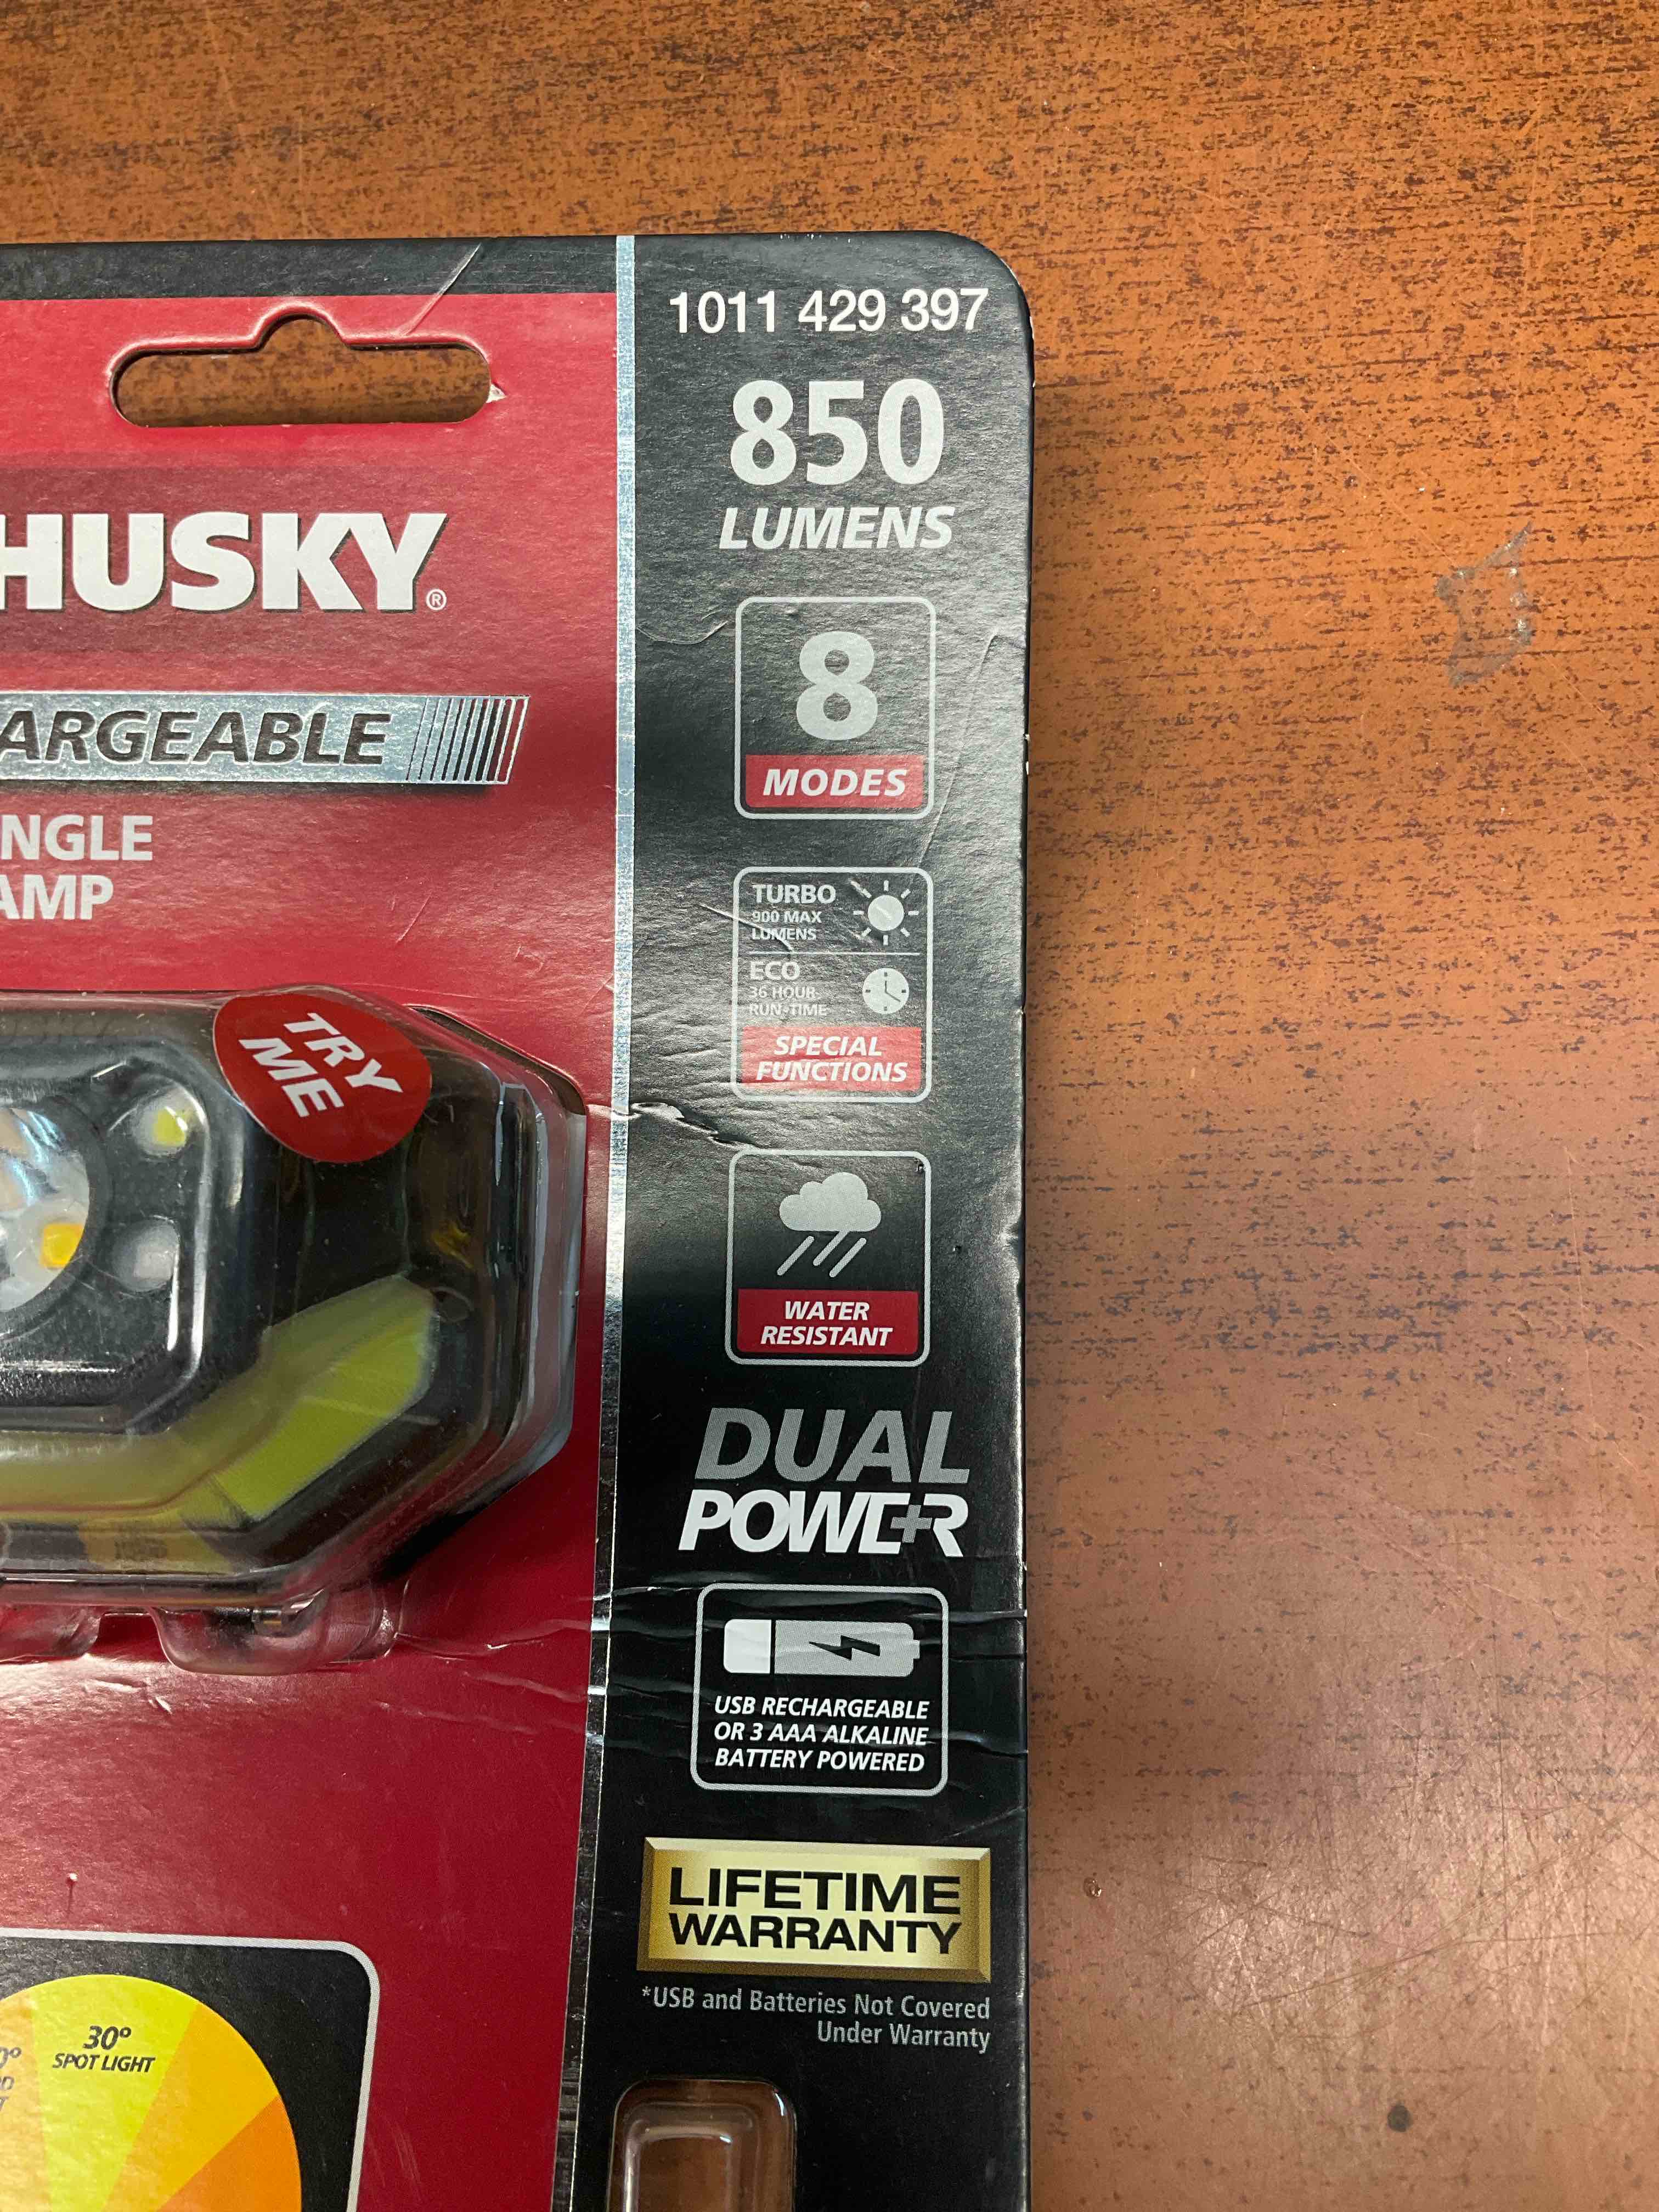 1011 429 397
850
LUMENS
HUSKY®
8
MODES
ARGEABLE
NGLE
AMP
TURBO
900 MAX
LUMENS
ECO
36 HOUR
RUN-TIME
SPECIAL
FUNCTIONS
TRY
ME
WATER
RESISTANT
DUAL
POWER
USB RECHARGEABLE
OR 3 AAA ALKALINE
BATTERY POWERED
LIFETIME
WARRANTY
*USB and Batteries Not Covered
Under Warranty
30°
SPOT LIGHT